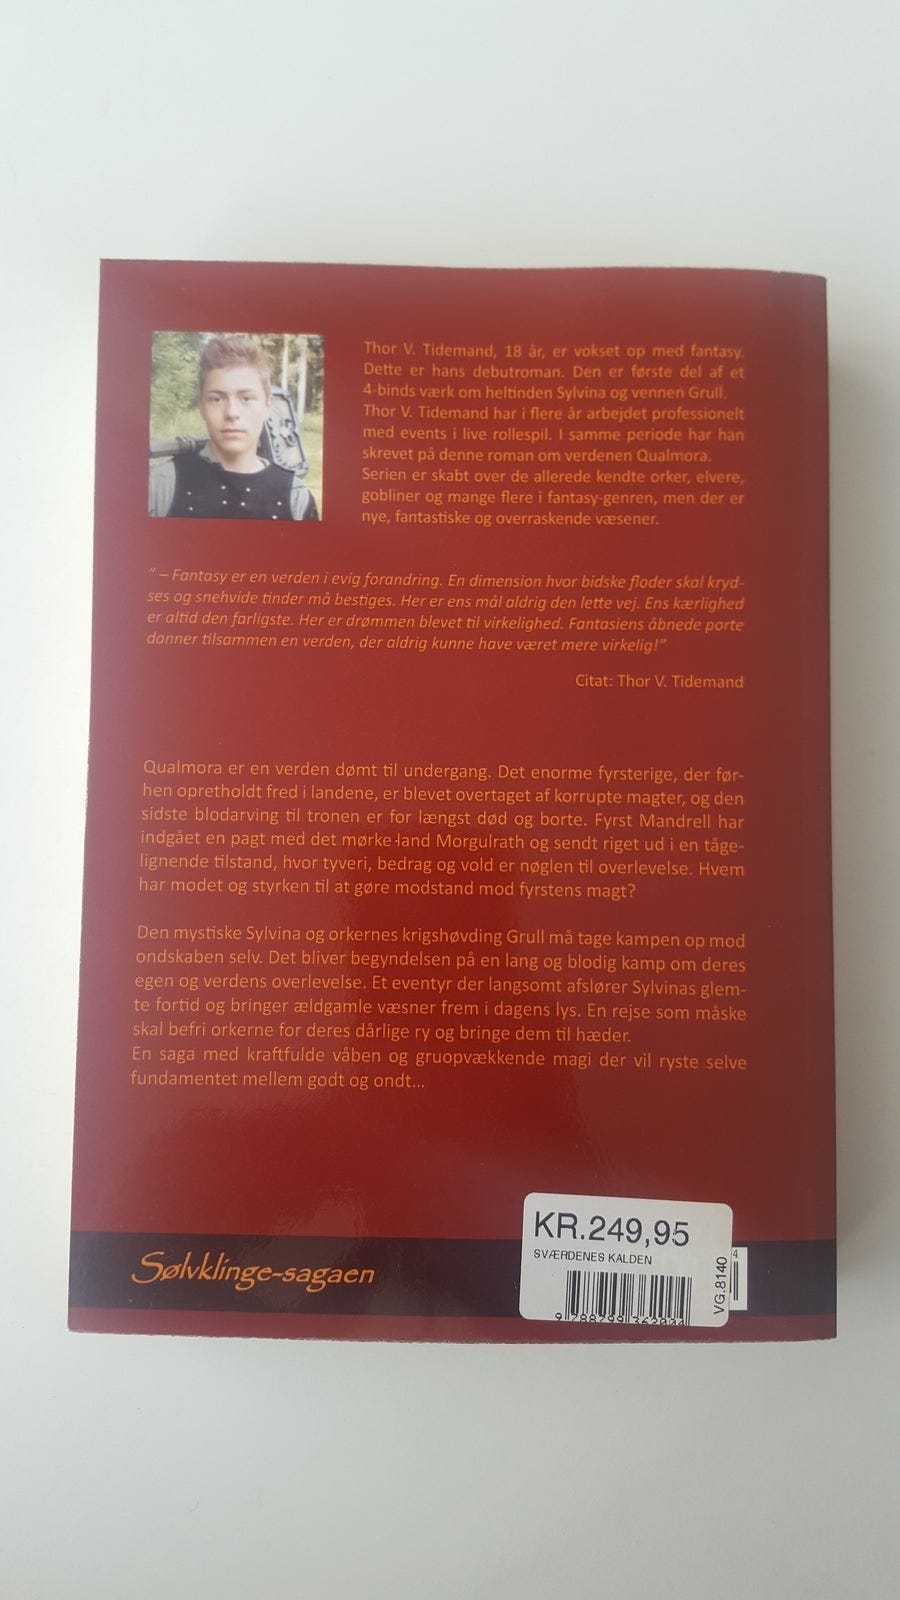 Thor V. Tidemand, 18 år, er vokset op med fantasy.
Dette er hans debutroman. Den er første del af et
4-binds værk om heltinden Sylvina og vennen Grull.
Thor V. Tidemand har i flere år arbejdet professionelt
med events i live rollespil. I samme periode har han
skrevet på denne roman om verdenen Qualmora.
Serien er skabt over de allerede kendte orker, elvere,
gobliner og mange flere i fantasy-genren, men der er
nye, fantastiske og overraskende væsener.
” – Fantasy er en verden i evig forandring. En dimension hvor bidske floder skal kryd-
ses og snehvide tinder må bestiges. Her er ens mål aldrig den lette vej. Ens kærlighed
er altid den farligste. Her er drømmen blevet til virkelighed. Fantasiens åbnede porte
danner tilsammen en verden, der aldrig kunne have været mere virkelig!”
Citat: Thor V. Tidemand
Qualmora er en verden dømt til undergang. Det enorme fyrsterige, der før-
hen opretholdt fred i landene, er blevet overtaget af korrupte magter, og den
sidste blodarving til tronen er for længst død og borte. Fyrst Mandrell har
indgået en pagt med det mørke land Morgulrath og sendt riget ud i en tåge-
lignende tilstand, hvor tyveri, bedrag og vold er nøglen til overlevelse. Hvem
har modet og styrken til at gøre modstand mod fyrstens magt?
Den mystiske Sylvina og orkernes krigshøvding Grull må tage kampen op mod
ondskaben selv. Det bliver begyndelsen på en lang og blodig kamp om deres
egen og verdens overlevelse. Et eventyr der langsomt afslører Sylvinas glem-
te fortid og bringer ældgamle væsner frem i dagens lys. En rejse som måske
skal befri orkerne for deres dårlige ry og bringe dem til hæder.
En saga med kraftfulde våben og gruopvækkende magi der vil ryste selve
fundamentet mellem godt og ondt...
Sølvklinge-sagaen
KR.249,95
SVÆRDENES KALDEN
VG.8140
4